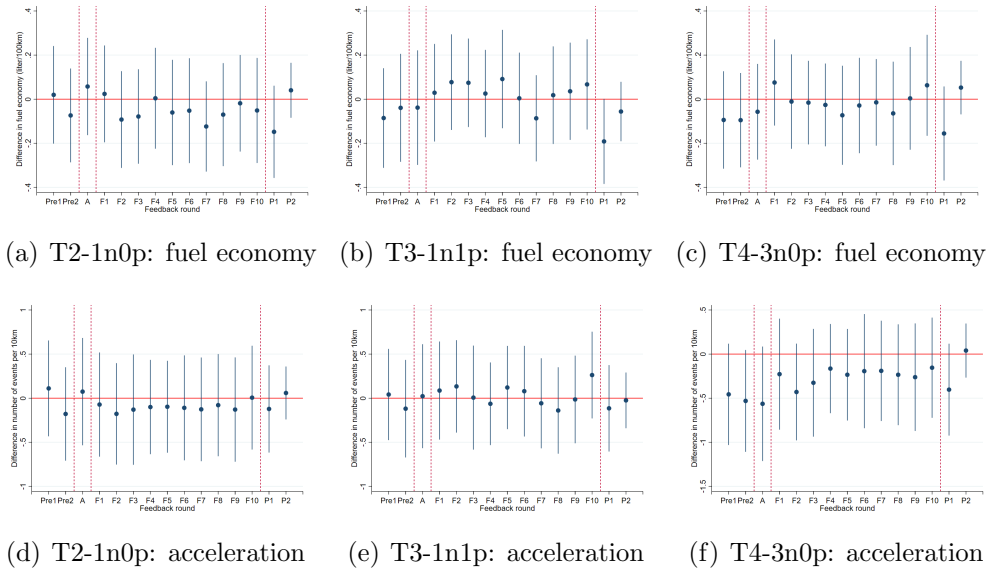 .4 .4 .4
Difference in fuel economy (liter/100km) Difference in fuel economy (liter/100km) Difference in fuel economy (liter/100km)
.2 .2 .2
0 0 0
-.2 -.2 -.2
-.4 -.4 -.4
Pre1 Pre2 A F1 F2 F3 F4 F5 F6 F7 F8 F9 F10 P1 P2 Pre1 Pre2 A F1 F2 F3 F4 F5 F6 F7 F8 F9 F10 P1 P2 Pre1 Pre2 A F1 F2 F3 F4 F5 F6 F7 F8 F9 F10 P1 P2
Feedback round Feedback round Feedback round
(a) T2-1n0p: fuel economy (b) T3-1n1p: fuel economy (c) T4-3n0p: fuel economy
1 1 .5
Difference in number of events per 10km Difference in number of events per 10km Difference in number of events per 10km
.5 .5 0
0 0 -.5
-.5 -.5 -1
-1 -1 -1.5
Pre1 Pre2 A F1 F2 F3 F4 F5 F6 F7 F8 F9 F10 P1 P2 Pre1 Pre2 A F1 F2 F3 F4 F5 F6 F7 F8 F9 F10 P1 P2 Pre1 Pre2 A F1 F2 F3 F4 F5 F6 F7 F8 F9 F10 P1 P2
Feedback round Feedback round Feedback round
(d) T2-1n0p: acceleration (e) T3-1n1p: acceleration (f) T4-3n0p: acceleration